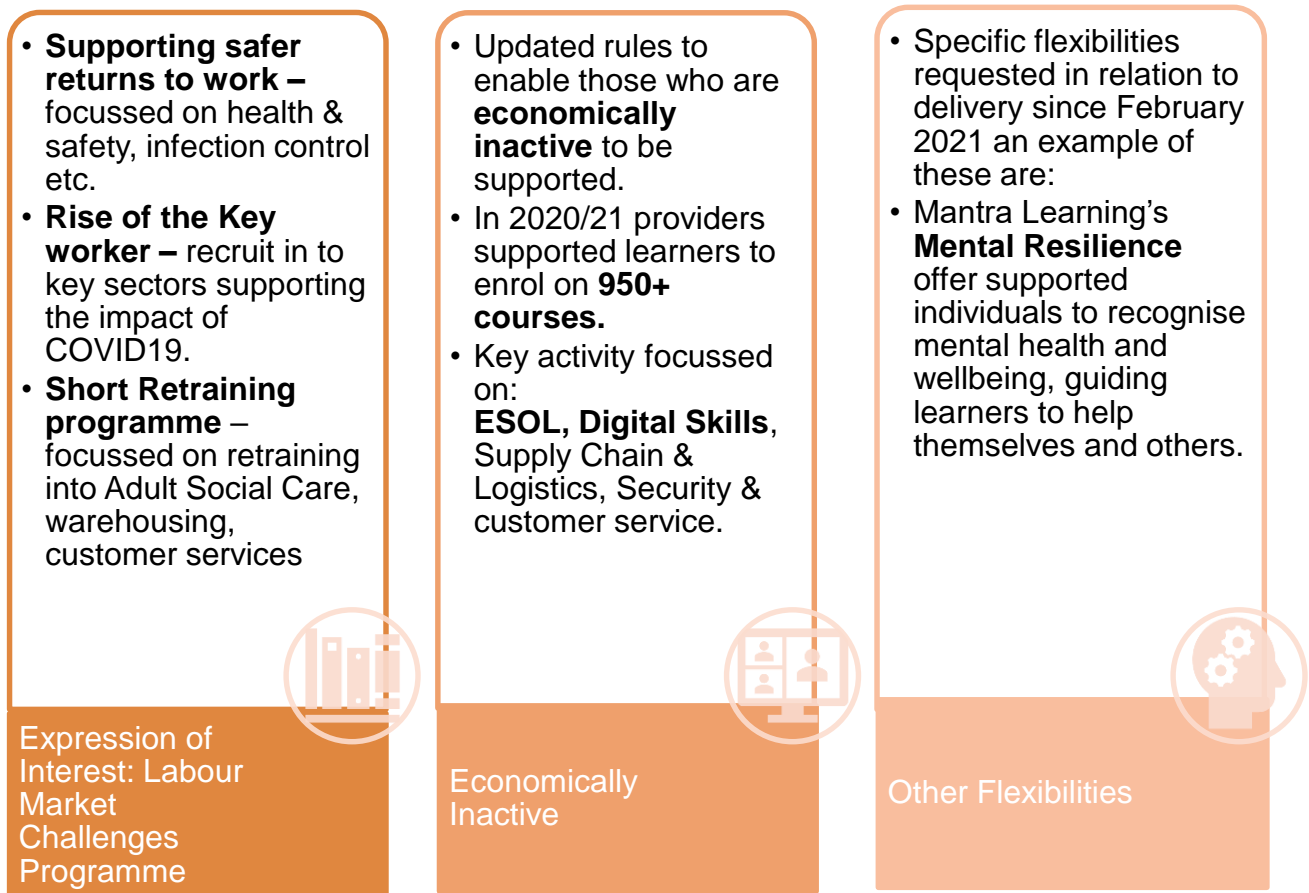 • Supporting safer
returns to work –
focussed on health &
safety, infection control
etc.
• Rise of the Key
worker – recruit in to
key sectors supporting
the impact of
COVID19.
• Short Retraining
programme –
focussed on retraining
into Adult Social Care,
warehousing,
customer services
Expression of
Interest: Labour
Market
Challenges
Programme
• Updated rules to
enable those who are
economically
inactive to be
supported.
• In 2020/21 providers
supported learners to
enrol on 950+
courses.
• Key activity focussed
on:
ESOL, Digital Skills,
Supply Chain &
Logistics, Security &
customer service.
Economically
Inactive
• Specific flexibilities
requested in relation to
delivery since February
2021 an example of
these are:
• Mantra Learning’s
Mental Resilience
offer supported
individuals to recognise
mental health and
wellbeing, guiding
learners to help
themselves and others.
Other Flexibilities